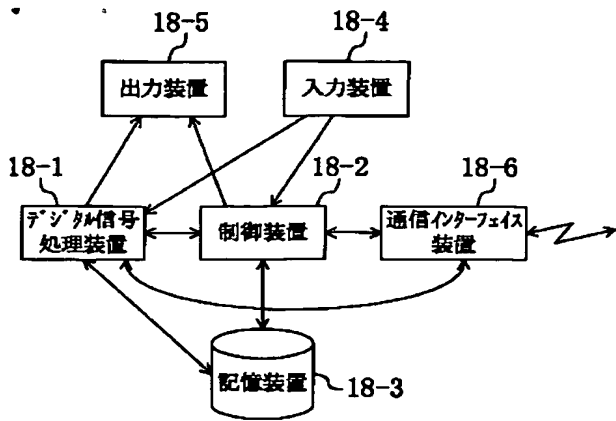 18-5
18-4
出力装置
入力装置
18-1
18-2
18-6
デジタル信号
処理装置
制御装置
通信インターフェイス
装置
記憶装置
18-3